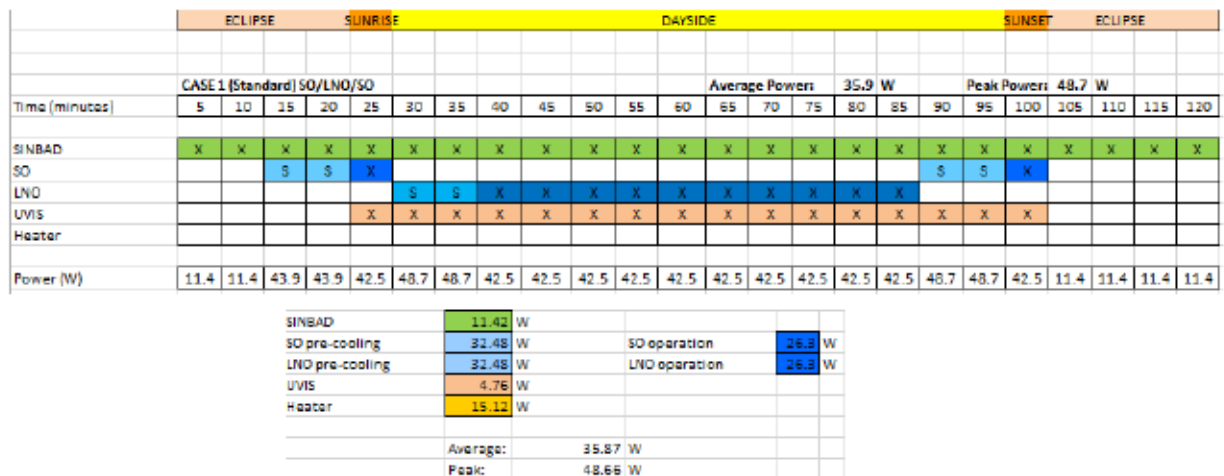 ECLIPSE SUNRISE DAYSIDE SUNSET ECLIPSE
CASE 1 (Standard) SO/LNO/SO Average Power: 35.9 W Peak Power: 48.7 W
Time (minutes) 5 10 15 20 25 30 35 40 45 50 55 60 65 70 75 80 85 90 95 100 105 110 115 120
SINBAD X X X X X X X X X X X X X X X X X X X X X X X X
SO S S X S S X
LNO S S X X X X X X X X X X
UVIS X X X X X X X X X X X X X X X X
Heater
Power (W) 11.4 11.4 43.9 43.9 42.5 48.7 48.7 42.5 42.5 42.5 42.5 42.5 42.5 42.5 42.5 42.5 42.5 48.7 48.7 42.5 11.4 11.4 11.4 11.4
SINBAD 11.42 W
SO pre-cooling 32.48 W SO operation 26.3 W
LNO pre-cooling 32.48 W LNO operation 26.3 W
UVIS 4.76 W
Heater 15.12 W
Average: 35.87 W
Peak: 48.66 W